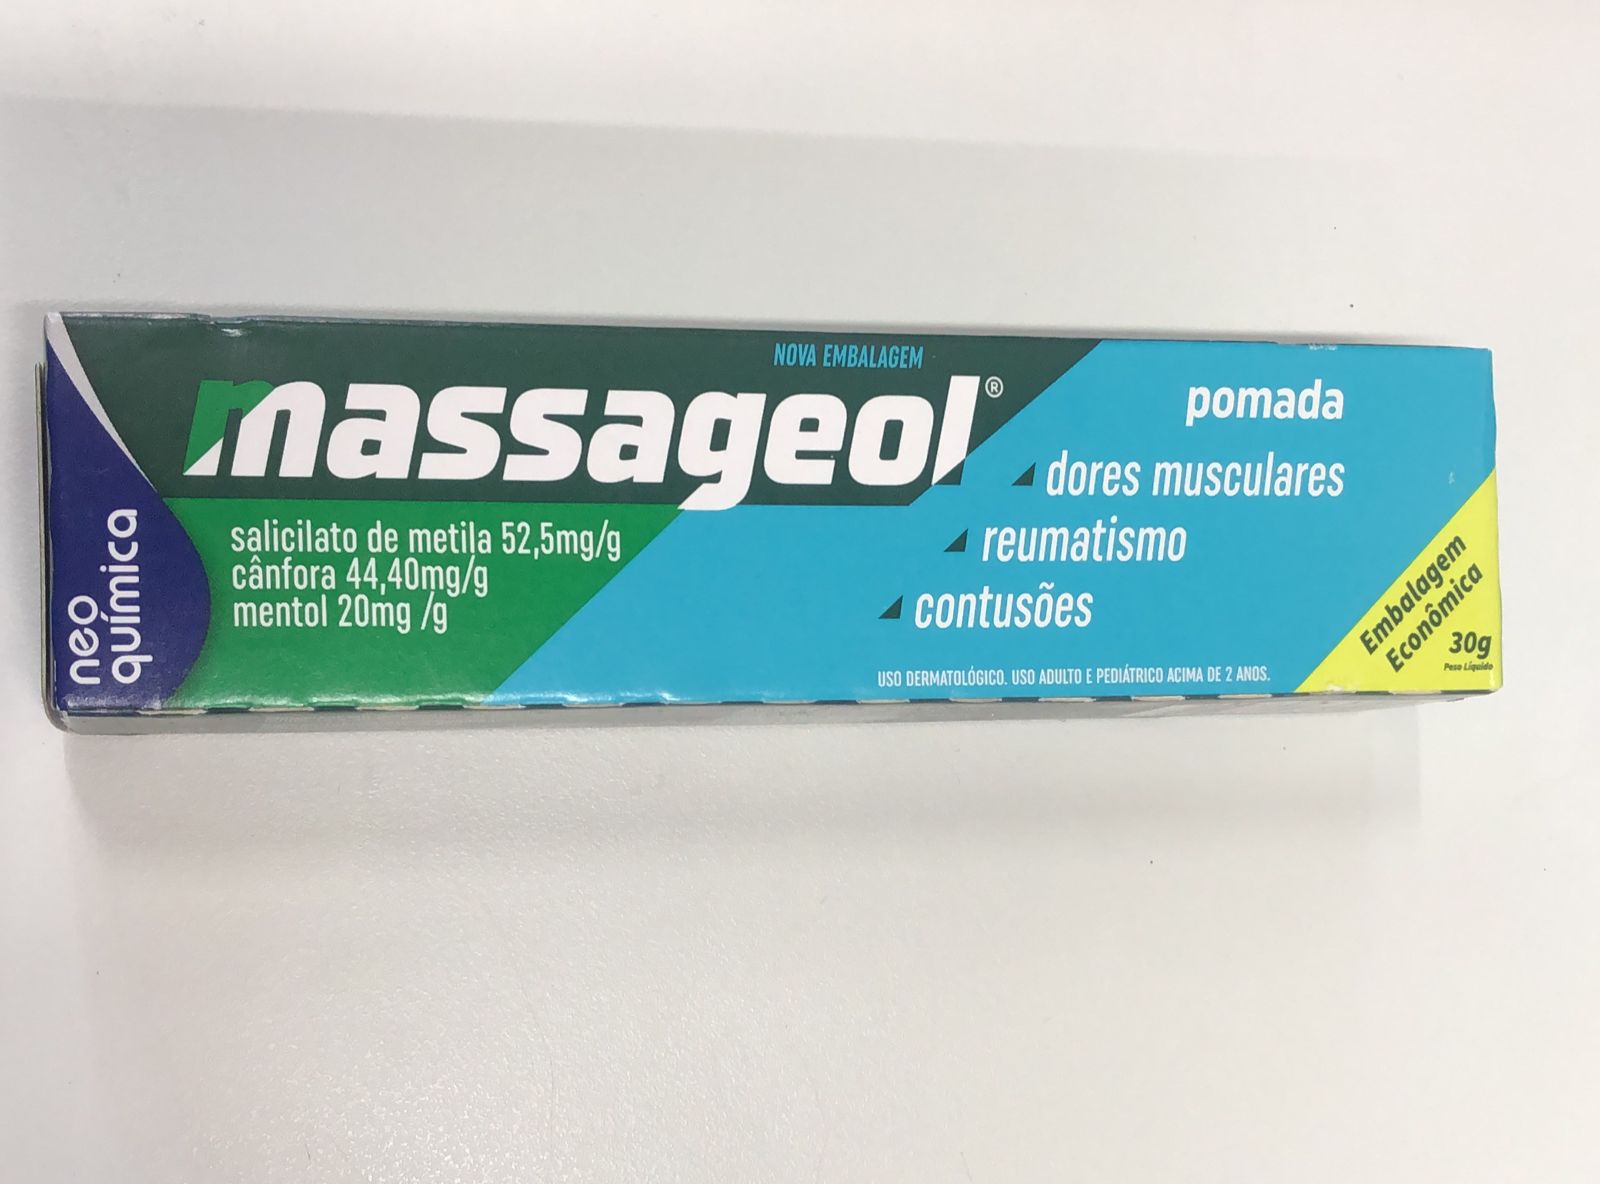 NOVA EMBALAGEM
massageol®
salicilato de metila 52,5mg/g
cânfora 44,40mg/g
mentol 20mg /g
neo
química
pomada
dores musculares
reumatismo
contusões
USO DERMATOLÓGICO. USO ADULTO E PEDIÁTRICO ACIMA DE 2 ANOS.
Embalagem
Econômica
30g
Peso Líquido